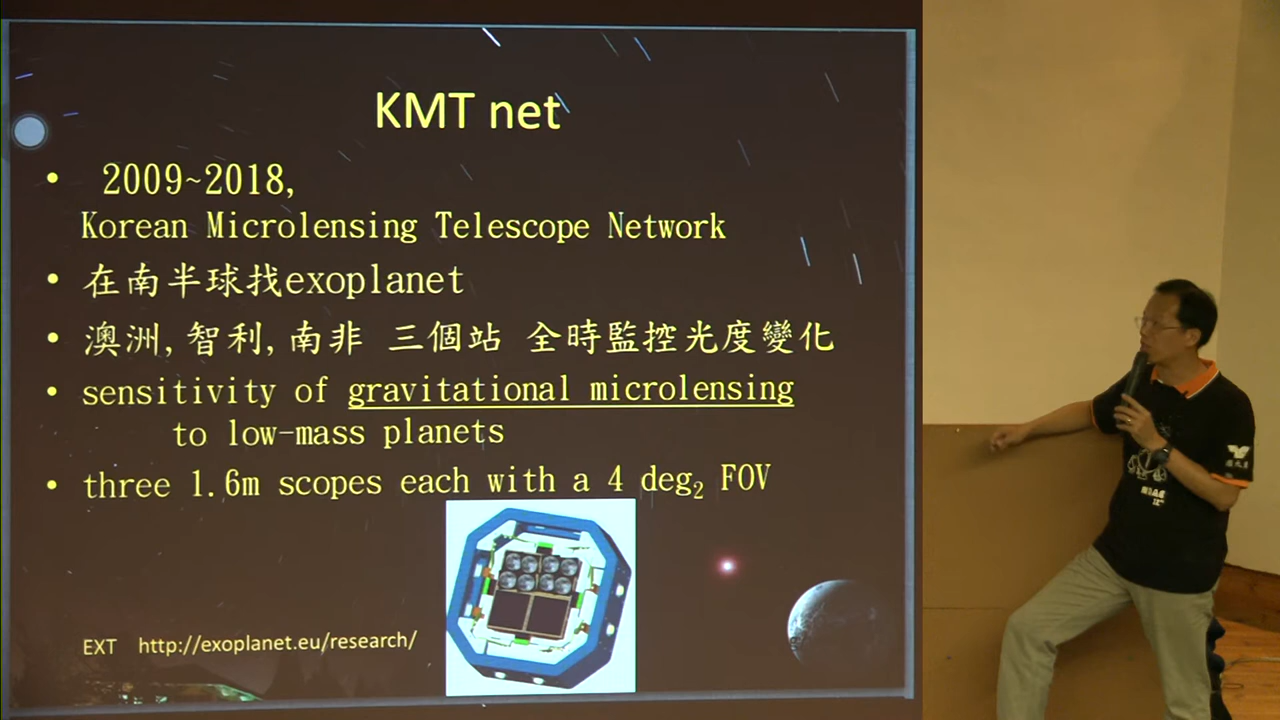 KMT net
• 2009~2018,
Korean Microlensing Telescope Network
• 在南半球找exoplanet
• 澳洲, 智利, 南非 三個站 全時監控光度變化
• sensitivity of gravitational microlensing
to low-mass planets
• three 1.6m scopes each with a 4 deg₂ FOV
EXT http://exoplanet.eu/research/